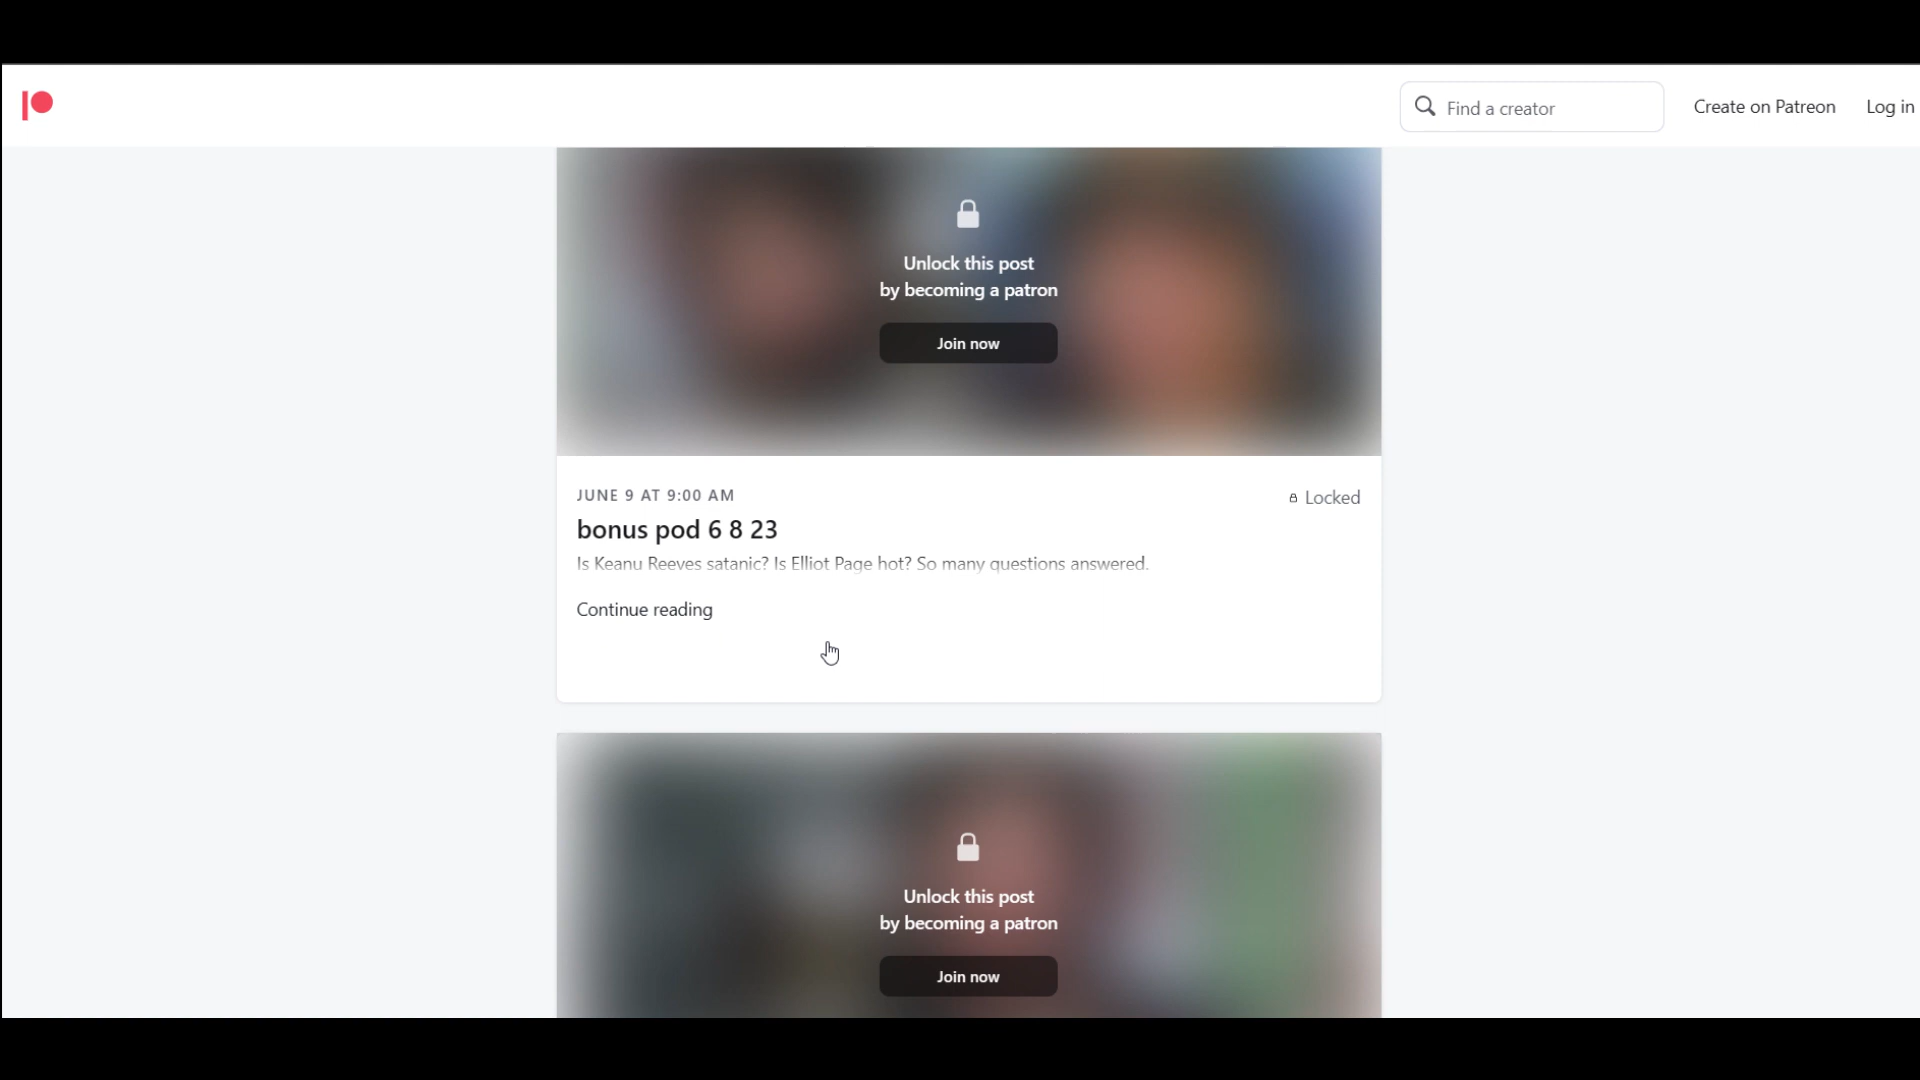 Find a creator
Create on Patreon
Log in
Unlock this post
by becoming a patron
Join now
JUNE 9 AT 9:00 AM
Locked
bonus pod 6 8 23
Is Keanu Reeves satanic? Is Elliot Page hot? So many questions answered.
Continue reading
Unlock this post
by becoming a patron
Join now